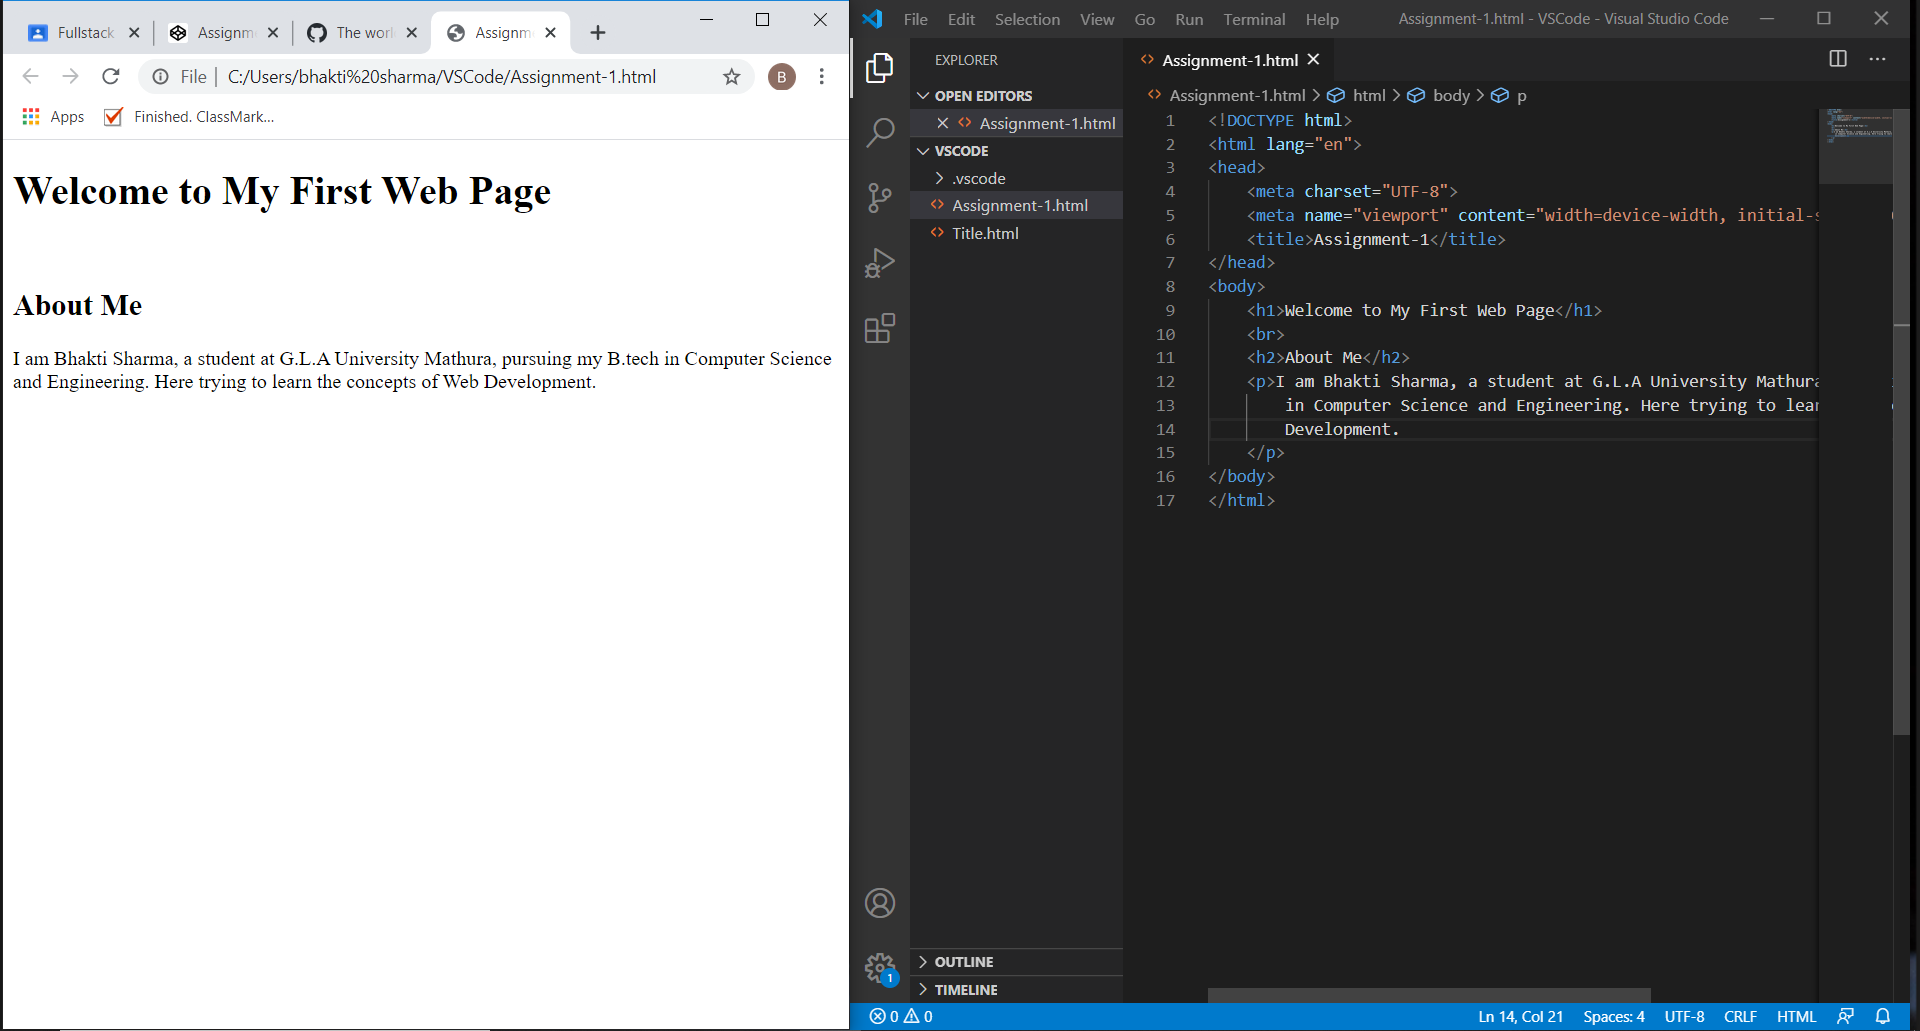 Fullstack
Assignm
The worl
Assignm
File
C:/Users/bhakti%20sharma/VSCode/Assignment-1.html
B
Apps
Finished. ClassMark...
Welcome to My First Web Page
About Me
I am Bhakti Sharma, a student at G.L.A University Mathura, pursuing my B.tech in Computer Science
and Engineering. Here trying to learn the concepts of Web Development.
File Edit Selection View Go Run Terminal Help
Assignment-1.html - VSCode - Visual Studio Code
EXPLORER
OPEN EDITORS
Assignment-1.html
VSCODE
.vscode
Assignment-1.html
Title.html
OUTLINE
TIMELINE
1
Assignment-1.html
Assignment-1.html > html > body > p
1 <!DOCTYPE html>
2 <html lang="en">
3 <head>
4 <meta charset="UTF-8">
5 <meta name="viewport" content="width=device-width, initial-s
6 <title>Assignment-1</title>
7 </head>
8 <body>
9 <h1>Welcome to My First Web Page</h1>
10 <br>
11 <h2>About Me</h2>
12 <p>I am Bhakti Sharma, a student at G.L.A University Mathura
13 in Computer Science and Engineering. Here trying to lear
14 Development.
15 </p>
16 </body>
17 </html>
0 0
Ln 14, Col 21 Spaces: 4 UTF-8 CRLF HTML